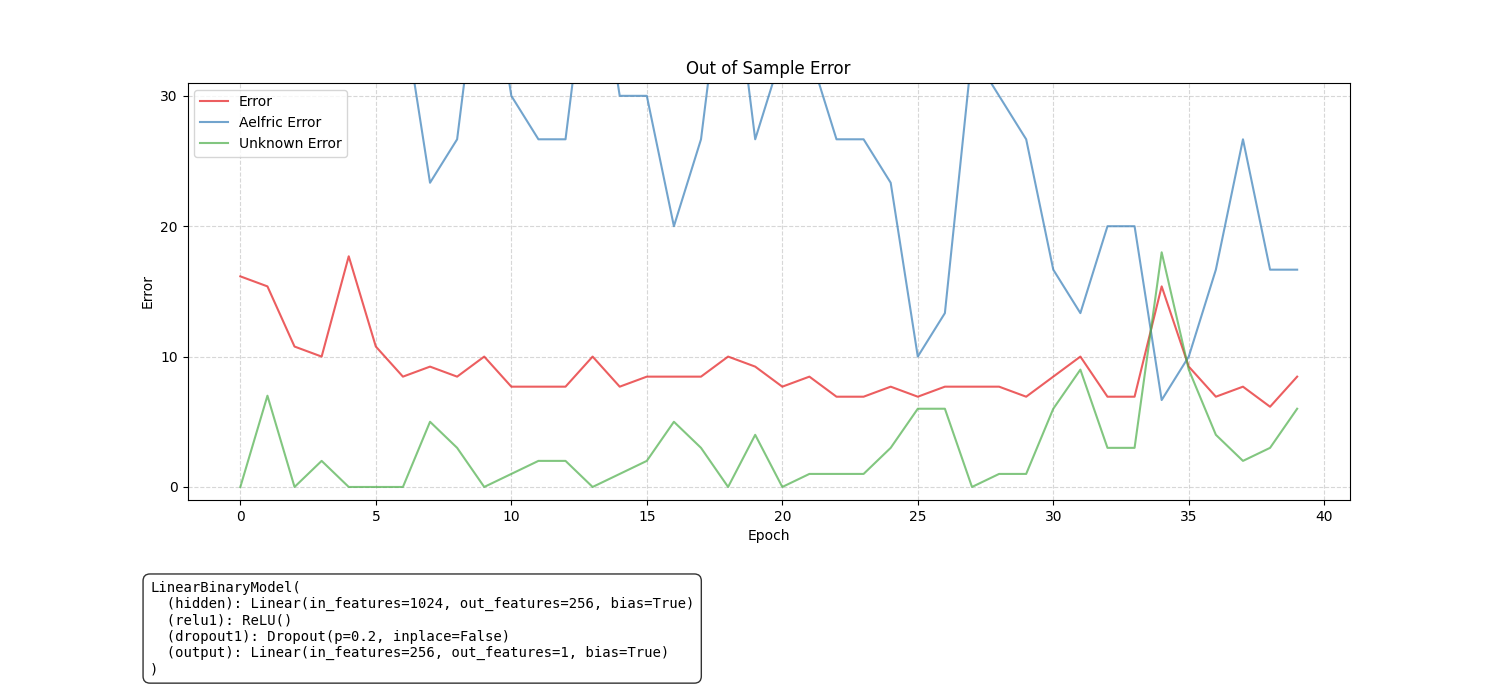 Out of Sample Error
Error
Aelfric Error
Unknown Error
30
20
10
0
Error
0 5 10 15 20 25 30 35 40
Epoch
LinearBinaryModel(
  (hidden): Linear(in_features=1024, out_features=256, bias=True)
  (relu1): ReLU()
  (dropout1): Dropout(p=0.2, inplace=False)
  (output): Linear(in_features=256, out_features=1, bias=True)
)